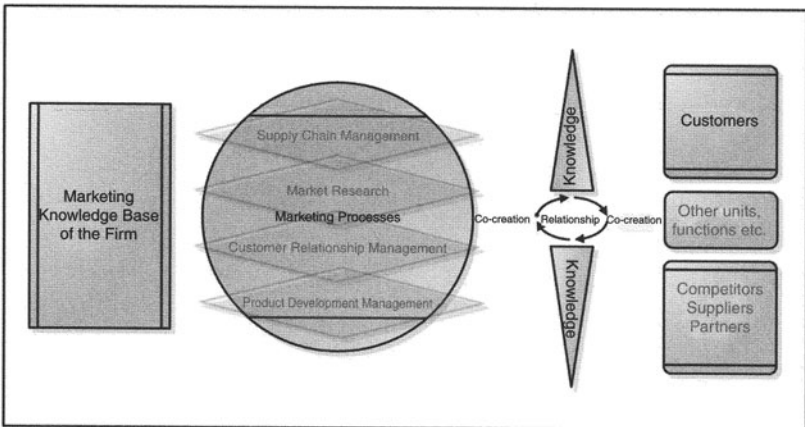 Marketing
Knowledge Base
of the Firm
Supply Chain Management
Market Research
Marketing Processes
Customer Relationship Management
Product Development Management
Knowledge
Co-creation
Relationship
Co-creation
Knowledge
Customers
Other units,
functions etc.
Competitors
Suppliers
Partners